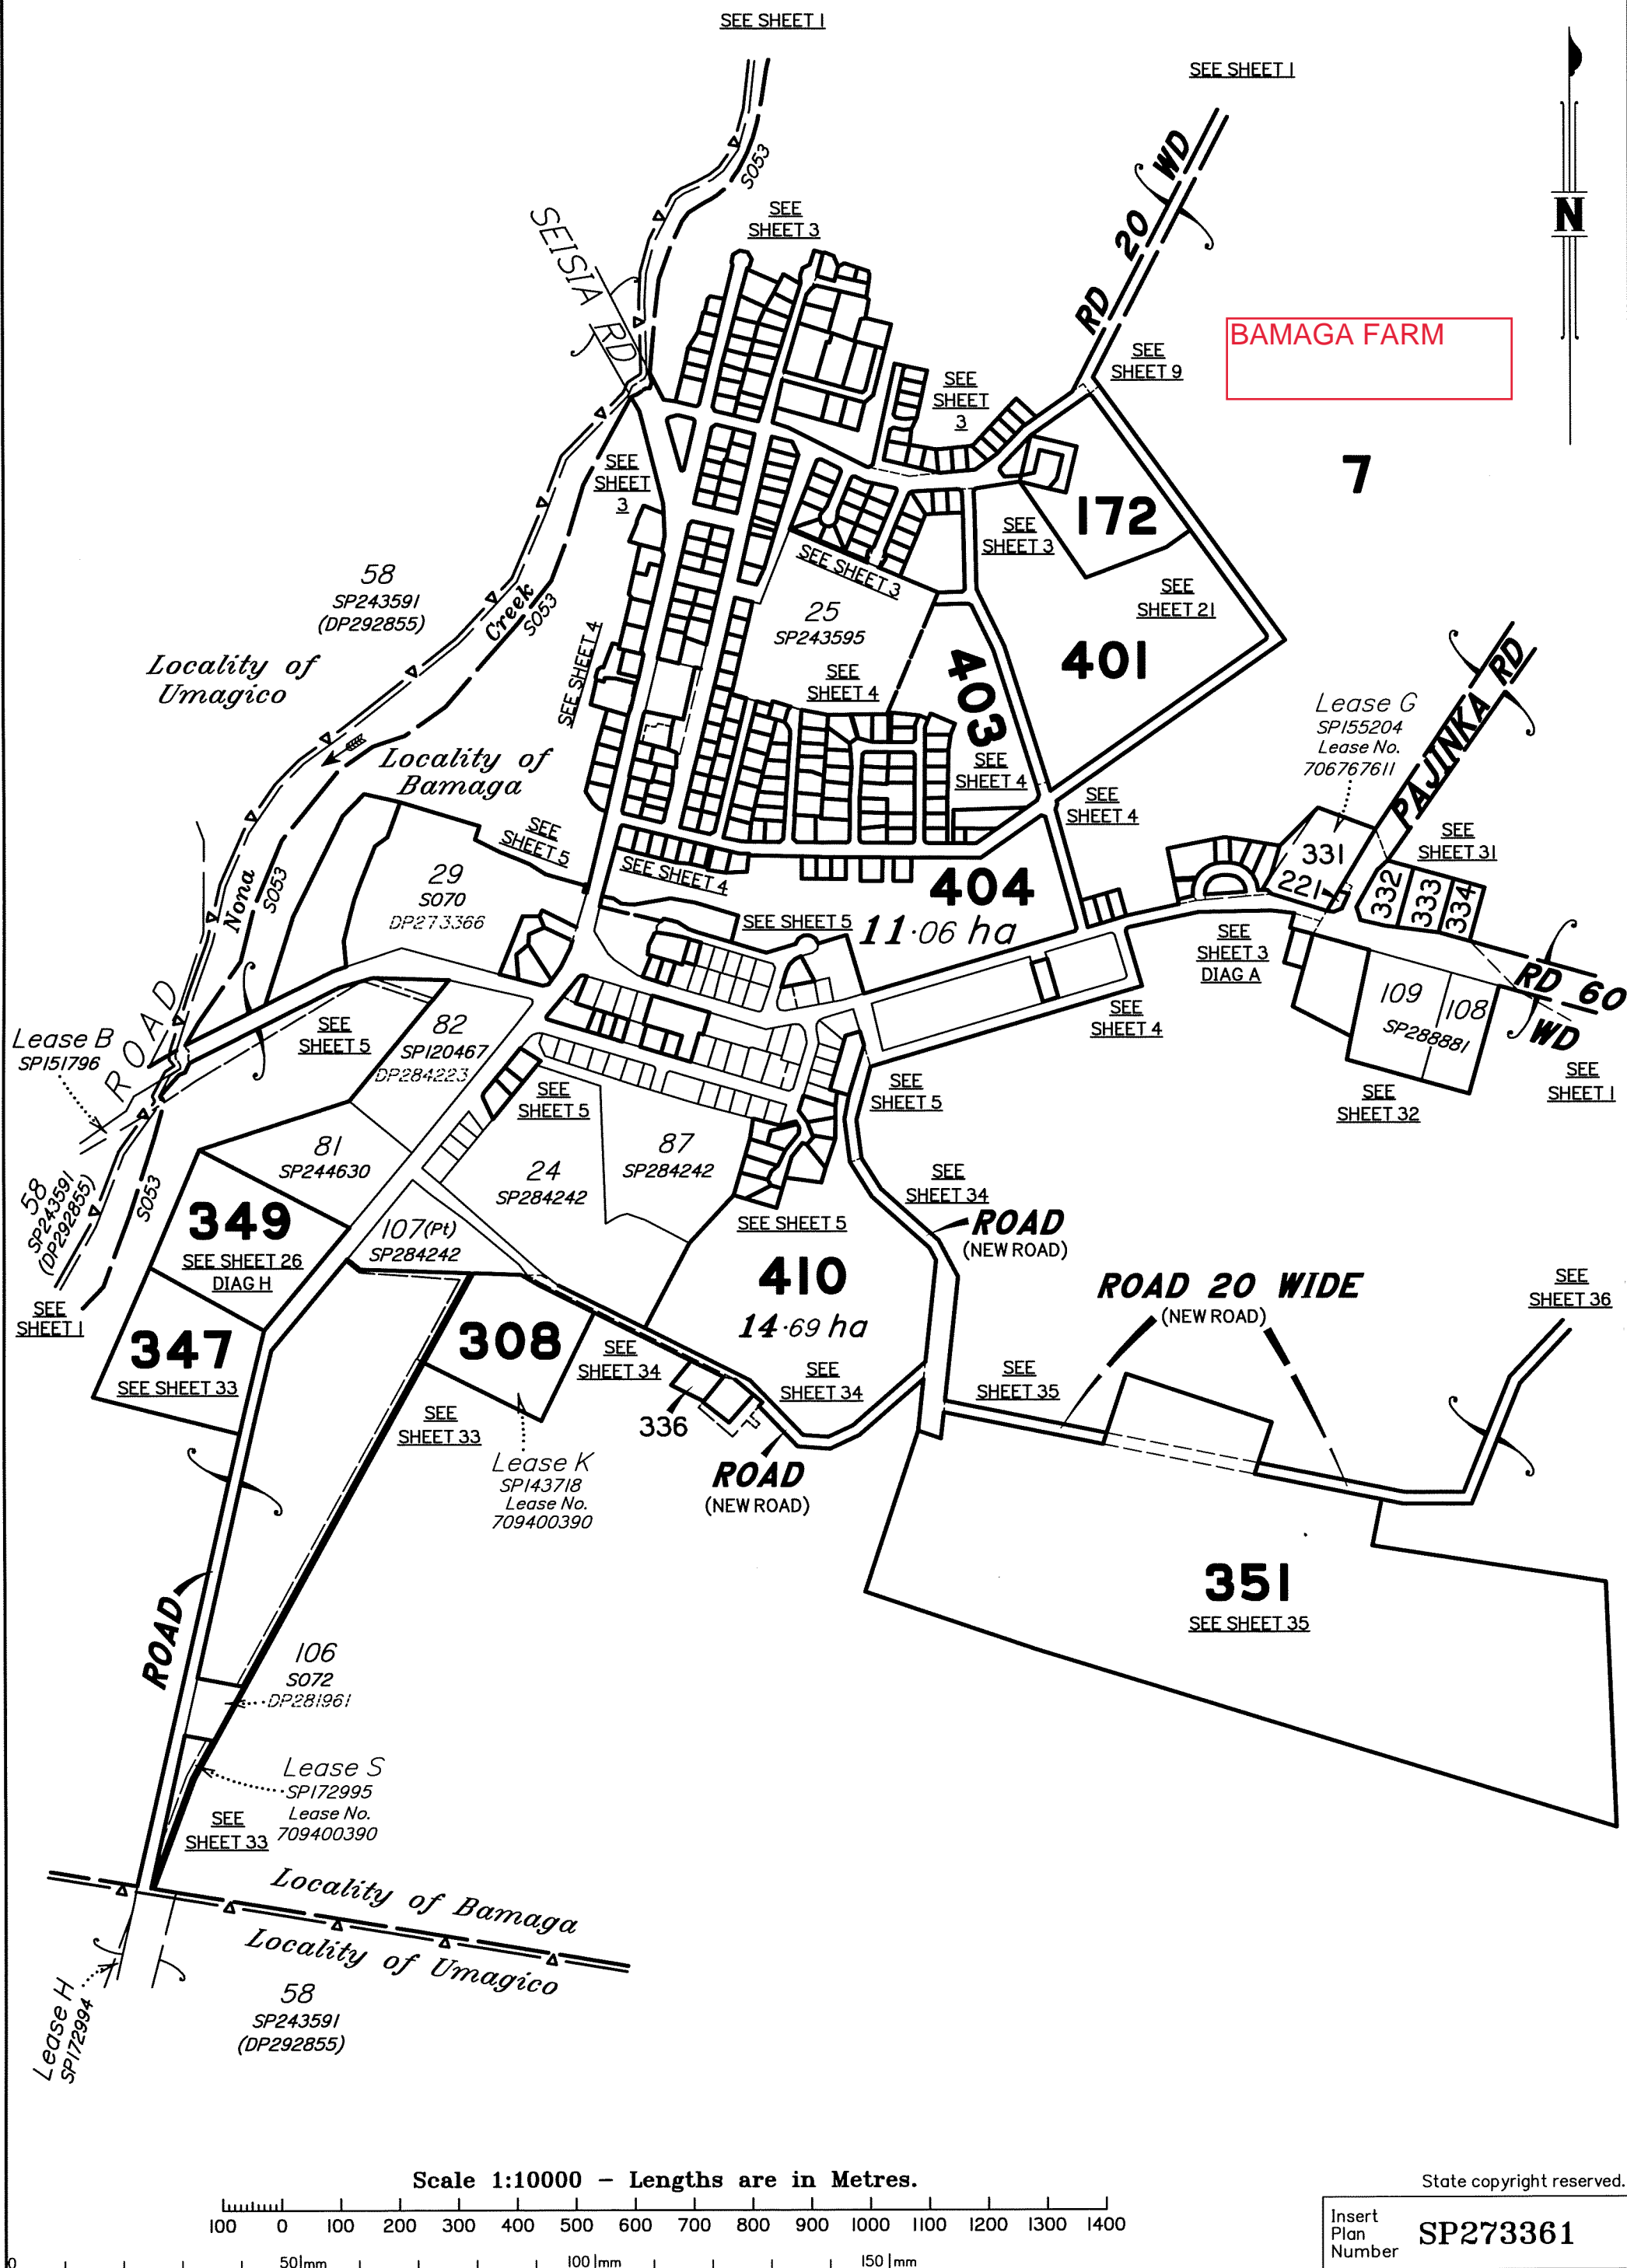 SEE SHEET 1
SEE SHEET 1
N
S053
SEE
SHEET 3
SEISIA RD
RD 20 WD
BAMAGA FARM
SEE
SHEET 9
SEE
SHEET
3
7
SEE
SHEET
3
172
SEE
SHEET 3
SEE SHEET 3
58
SP243591
(DP292855)
Creek
S053
25
SP243595
SEE
SHEET 21
SEE SHEET 4
Locality of
Umagico
SEE
SHEET 4
403
401
PAJINKA RD
Lease G
SP155204
Lease No.
706767611
Locality of
Bamaga
SEE
SHEET 4
SEE
SHEET 4
SEE
SHEET 5
SEE SHEET 4
331
221
332
333
334
SEE
SHEET 31
29
S070
DP273366
Nona
S053
404
11·06 ha
SEE SHEET 5
SEE
SHEET 3
DIAG A
SEE
SHEET 4
109
108
SP288881
RD 60
WD
SEE
SHEET 1
SEE
SHEET 32
ROAD
Lease B
SP151796
SEE
SHEET 5
82
SP120467
DP284223
SEE
SHEET 5
SEE
SHEET 5
81
SP244630
24
SP284242
87
SP284242
SEE
SHEET 34
58
SP243591
(DP292855)
S053
349
SEE SHEET 26
DIAG H
107(Pt)
SP284242
SEE SHEET 5
ROAD
(NEW ROAD)
410
14·69 ha
ROAD 20 WIDE
(NEW ROAD)
SEE
SHEET 36
SEE
SHEET 1
347
SEE SHEET 33
308
SEE
SHEET 34
SEE
SHEET 34
SEE
SHEET 35
SEE
SHEET 33
336
Lease K
SP143718
Lease No.
709400390
ROAD
(NEW ROAD)
351
SEE SHEET 35
ROAD
106
S072
DP281961
Lease S
SP172995
Lease No.
709400390
SEE
SHEET 33
Locality of Bamaga
Locality of Umagico
58
SP243591
(DP292855)
Lease H
SP172994
Scale 1:10000 – Lengths are in Metres.
100 0 100 200 300 400 500 600 700 800 900 1000 1100 1200 1300 1400
0 50mm 100mm 150mm
State copyright reserved.
Insert
Plan
Number
SP273361